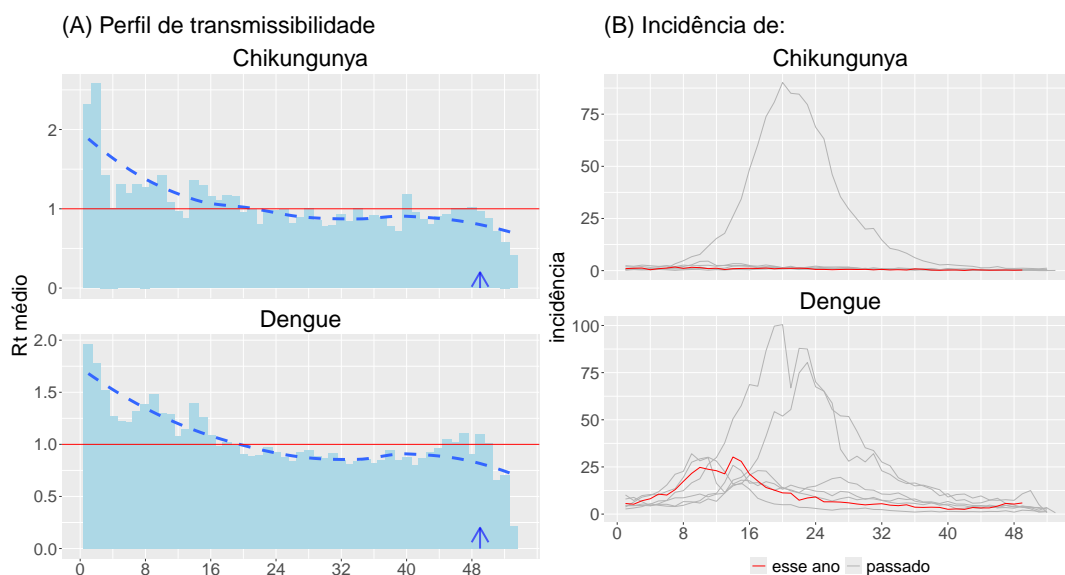 (A) Perfil de transmissibilidade
Chikungunya
2
1
0
Dengue
2.0
1.5
1.0
0.5
0.0
0 8 16 24 32 40 48
Rt médio
(B) Incidência de:
Chikungunya
75
50
25
0
Dengue
100
75
50
25
0
0 8 16 24 32 40 48
incidência
esse ano passado